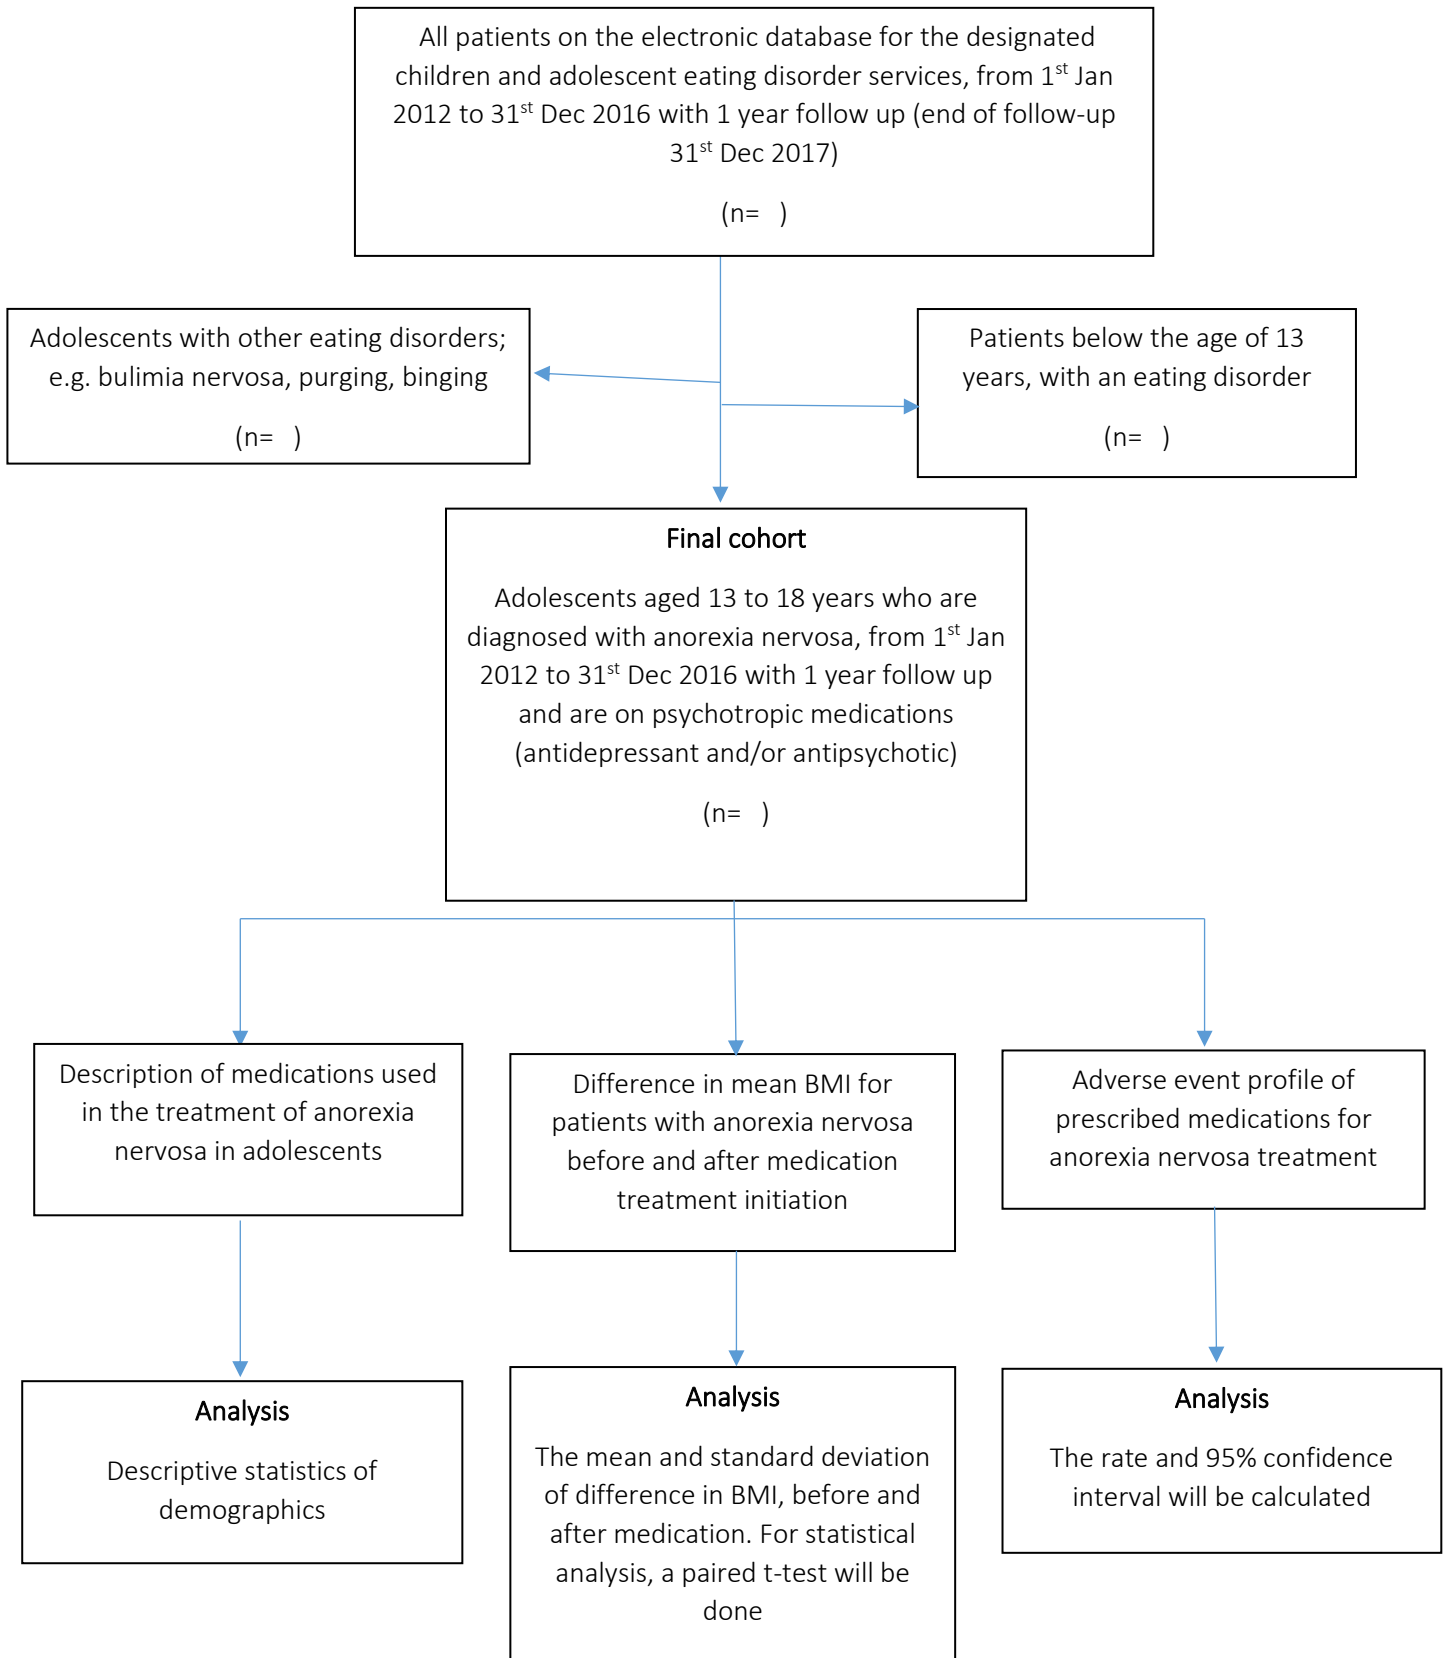 All patients on the electronic database for the designated
children and adolescent eating disorder services, from 1st Jan
2012 to 31st Dec 2016 with 1 year follow up (end of follow-up
31st Dec 2017)
(n=   )
Adolescents with other eating disorders;
e.g. bulimia nervosa, purging, binging
(n=   )
Patients below the age of 13
years, with an eating disorder
(n=   )
Final cohort
Adolescents aged 13 to 18 years who are
diagnosed with anorexia nervosa, from 1st Jan
2012 to 31st Dec 2016 with 1 year follow up
and are on psychotropic medications
(antidepressant and/or antipsychotic)
(n=   )
Description of medications used
in the treatment of anorexia
nervosa in adolescents
Difference in mean BMI for
patients with anorexia nervosa
before and after medication
treatment initiation
Adverse event profile of
prescribed medications for
anorexia nervosa treatment
Analysis
Descriptive statistics of
demographics
Analysis
The mean and standard deviation
of difference in BMI, before and
after medication. For statistical
analysis, a paired t-test will be
done
Analysis
The rate and 95% confidence
interval will be calculated